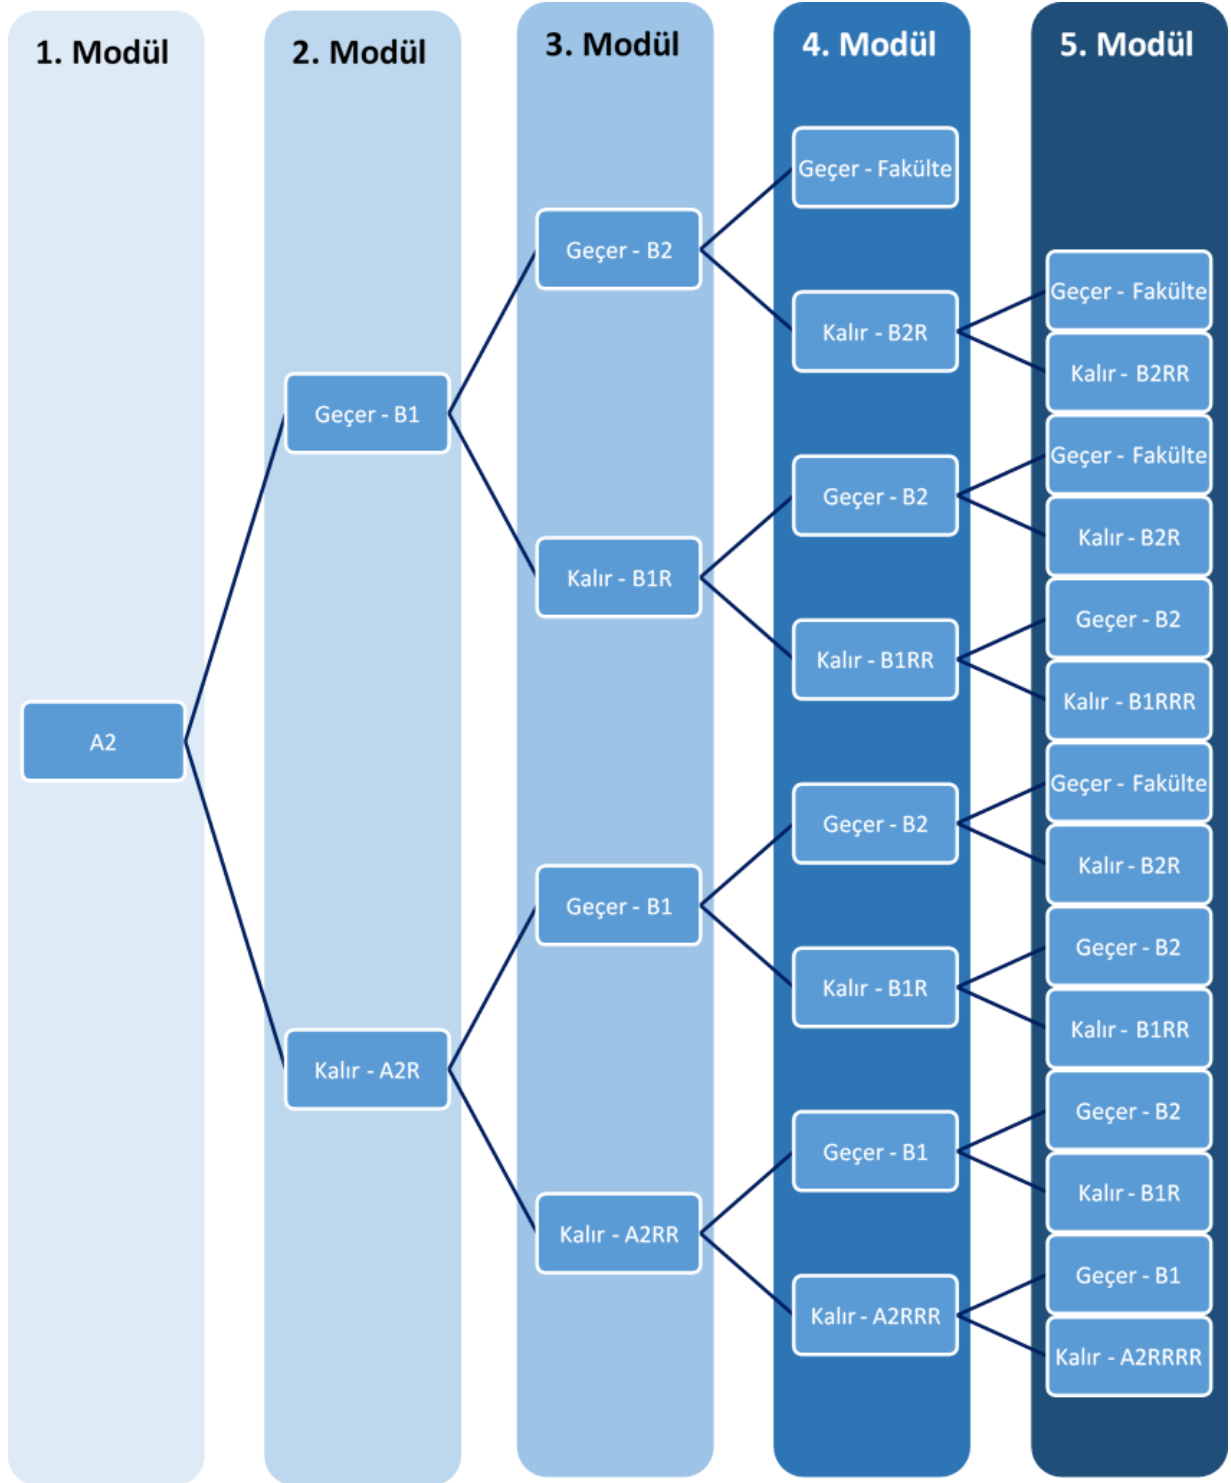 1. Modül
2. Modül
3. Modül
4. Modül
5. Modül
A2
Geçer - B1
Kalır - A2R
Geçer - B2
Kalır - B1R
Geçer - B1
Kalır - A2RR
Geçer - Fakülte
Kalır - B2R
Geçer - B2
Kalır - B1RR
Geçer - B2
Kalır - B1R
Geçer - B1
Kalır - A2RRR
Geçer - Fakülte
Kalır - B2RR
Geçer - Fakülte
Kalır - B2R
Geçer - B2
Kalır - B1RRR
Geçer - Fakülte
Kalır - B2R
Geçer - B2
Kalır - B1RR
Geçer - B2
Kalır - B1R
Geçer - B1
Kalır - A2RRRR